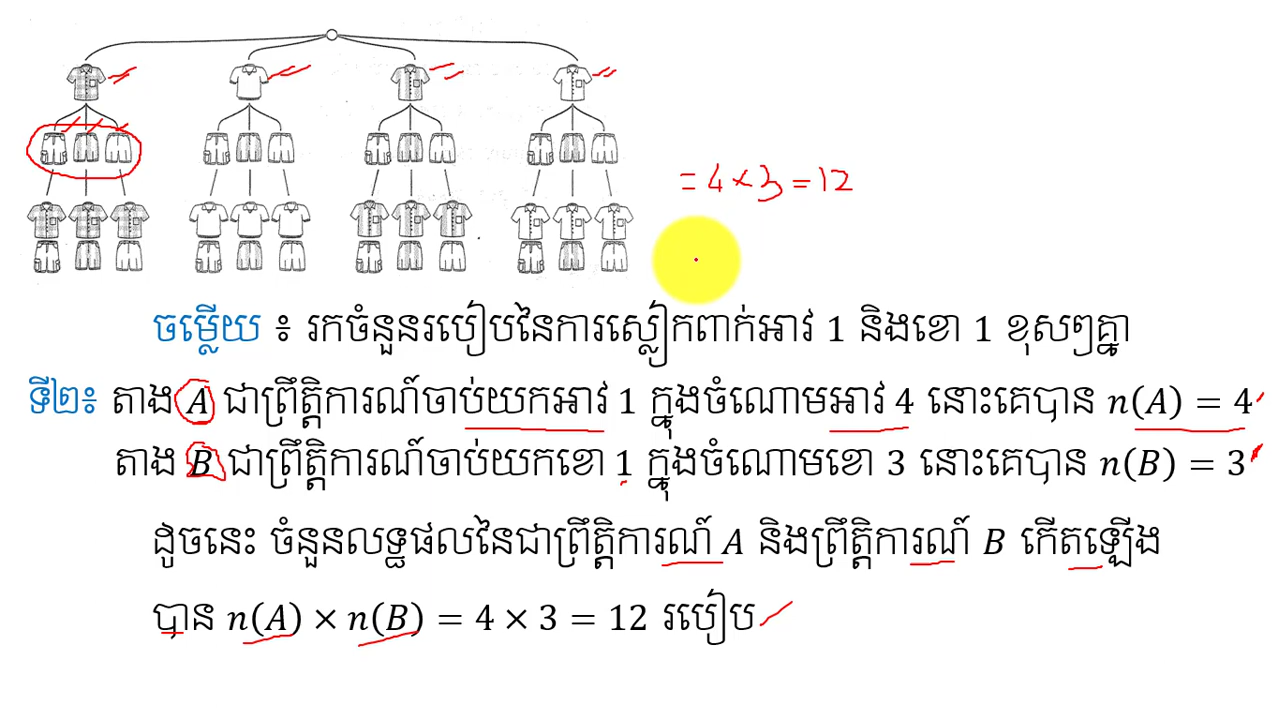 = 4 × 3 = 12
ចម្លើយ ៖ រកចំនួនរបៀបនៃការស្លៀកពាក់អាវ 1 និងខោ 1 ខុសៗគ្នា
ទី២៖ តាង A ជាព្រឹត្តិការណ៍ចាប់យកអាវ 1 ក្នុងចំណោមអាវ 4 នោះគេបាន n(A) = 4
តាង B ជាព្រឹត្តិការណ៍ចាប់យកខោ 1 ក្នុងចំណោមខោ 3 នោះគេបាន n(B) = 3
ដូចនេះ ចំនួនលទ្ធផលនៃជាព្រឹត្តិការណ៍ A និងព្រឹត្តិការណ៍ B កើតឡើង
បាន n(A) × n(B) = 4 × 3 = 12 របៀប